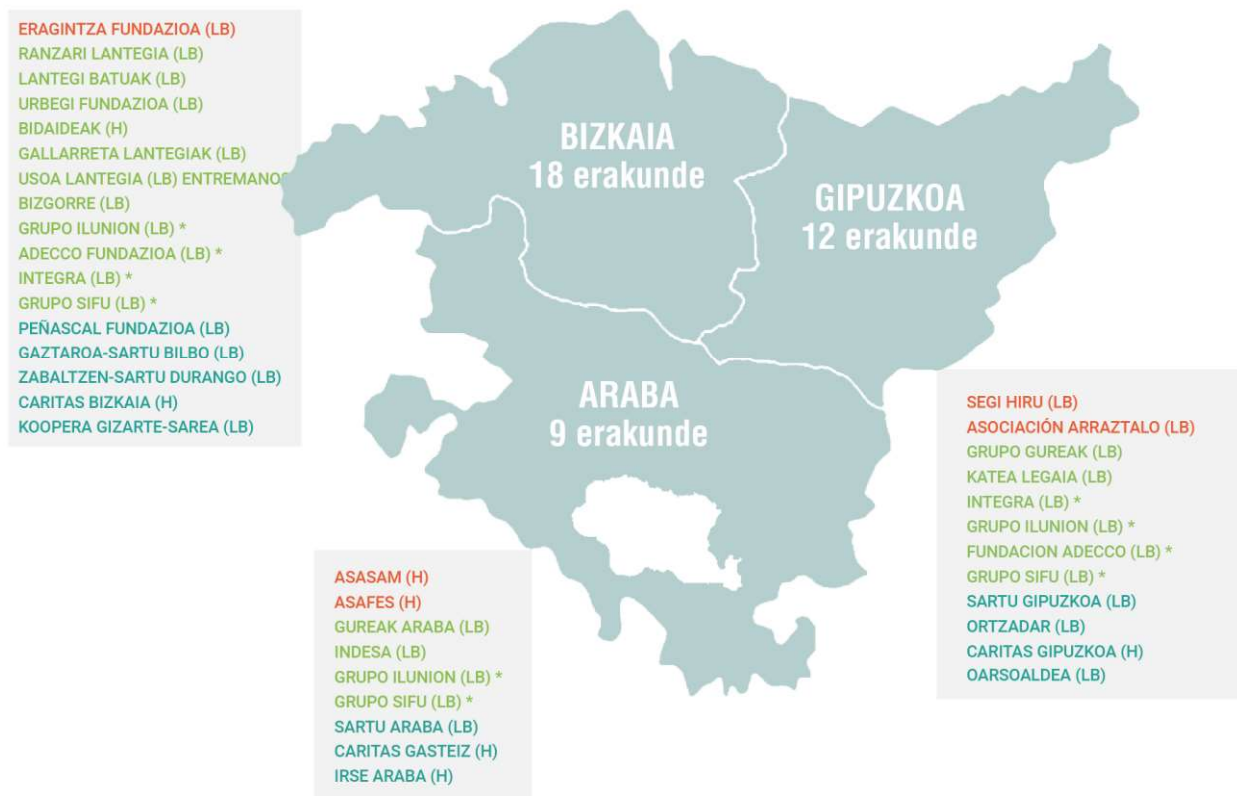 ERAGINTZA FUNDAZIOA (LB)
RANZARI LANTEGIA (LB)
LANTEGI BATUAK (LB)
URBEGI FUNDAZIOA (LB)
BIDAIDEAK (H)
GALLARRETA LANTEGIAK (LB)
USOA LANTEGIA (LB) ENTREMANOS
BIZGORRE (LB)
GRUPO ILUNION (LB) *
ADECCO FUNDAZIOA (LB) *
INTEGRA (LB) *
GRUPO SIFU (LB) *
PEÑASCAL FUNDAZIOA (LB)
GAZTAROA-SARTU BILBO (LB)
ZABALTZEN-SARTU DURANGO (LB)
CARITAS BIZKAIA (H)
KOOPERA GIZARTE-SAREA (LB)
BIZKAIA
18 erakunde
GIPUZKOA
12 erakunde
ARABA
9 erakunde
ASASAM (H)
ASAFES (H)
GUREAK ARABA (LB)
INDESA (LB)
GRUPO ILUNION (LB) *
GRUPO SIFU (LB) *
SARTU ARABA (LB)
CARITAS GASTEIZ (H)
IRSE ARABA (H)
SEGI HIRU (LB)
ASOCIACIÓN ARRAZTALO (LB)
GRUPO GUREAK (LB)
KATEA LEGAIA (LB)
INTEGRA (LB) *
GRUPO ILUNION (LB) *
FUNDACION ADECCO (LB) *
GRUPO SIFU (LB) *
SARTU GIPUZKOA (LB)
ORTZADAR (LB)
CARITAS GIPUZKOA (H)
OARSOALDEA (LB)